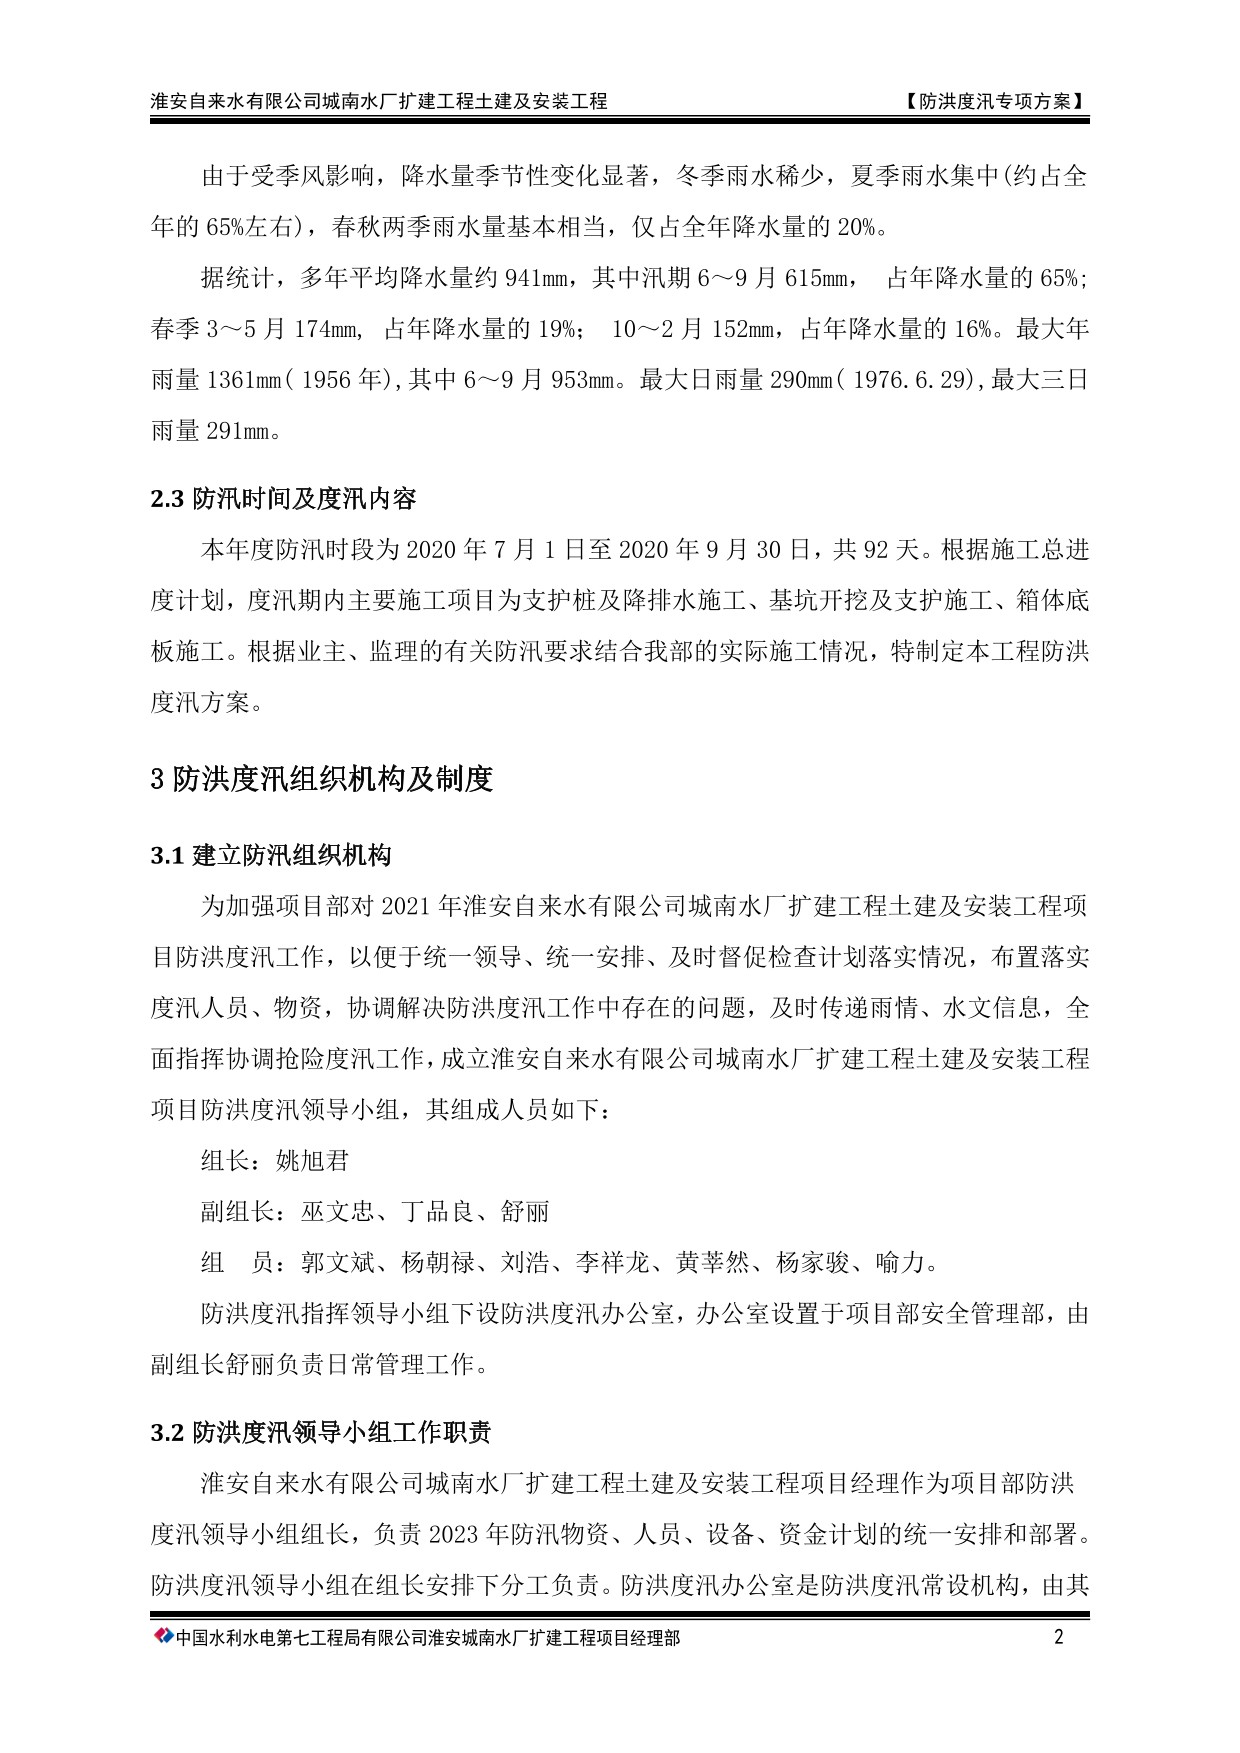 淮安自来水有限公司城南水厂扩建工程土建及安装工程 【防洪度汛专项方案】
由于受季风影响，降水量季节性变化显著，冬季雨水稀少，夏季雨水集中(约占全
年的 65%左右)，春秋两季雨水量基本相当，仅占全年降水量的 20%。
据统计，多年平均降水量约 941mm，其中汛期 6～9 月 615mm， 占年降水量的 65%;
春季 3～5 月 174mm, 占年降水量的 19%； 10～2 月 152mm，占年降水量的 16%。最大年
雨量 1361mm( 1956 年),其中 6～9 月 953mm。最大日雨量 290mm( 1976.6.29),最大三日
雨量 291mm。
2.3 防汛时间及度汛内容
本年度防汛时段为 2020 年 7 月 1 日至 2020 年 9 月 30 日，共 92 天。根据施工总进
度计划，度汛期内主要施工项目为支护桩及降排水施工、基坑开挖及支护施工、箱体底
板施工。根据业主、监理的有关防汛要求结合我部的实际施工情况，特制定本工程防洪
度汛方案。
3 防洪度汛组织机构及制度
3.1 建立防汛组织机构
为加强项目部对 2021 年淮安自来水有限公司城南水厂扩建工程土建及安装工程项
目防洪度汛工作，以便于统一领导、统一安排、及时督促检查计划落实情况，布置落实
度汛人员、物资，协调解决防洪度汛工作中存在的问题，及时传递雨情、水文信息，全
面指挥协调抢险度汛工作，成立淮安自来水有限公司城南水厂扩建工程土建及安装工程
项目防洪度汛领导小组，其组成人员如下：
组长：姚旭君
副组长：巫文忠、丁品良、舒丽
组　员：郭文斌、杨朝禄、刘浩、李祥龙、黄莘然、杨家骏、喻力。
防洪度汛指挥领导小组下设防洪度汛办公室，办公室设置于项目部安全管理部，由
副组长舒丽负责日常管理工作。
3.2 防洪度汛领导小组工作职责
淮安自来水有限公司城南水厂扩建工程土建及安装工程项目经理作为项目部防洪
度汛领导小组组长，负责 2023 年防汛物资、人员、设备、资金计划的统一安排和部署。
防洪度汛领导小组在组长安排下分工负责。防洪度汛办公室是防洪度汛常设机构，由其
中国水利水电第七工程局有限公司淮安城南水厂扩建工程项目经理部 2